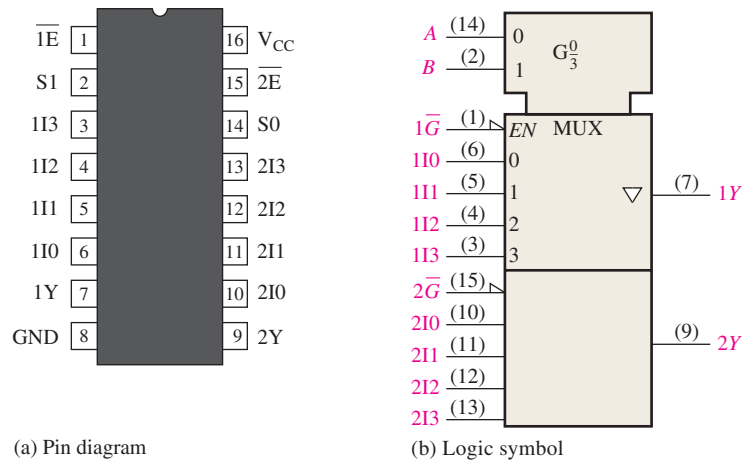 1E̅ 1 16 V_CC
S1 2 15 2E̅
1I3 3 14 S0
1I2 4 13 2I3
1I1 5 12 2I2
1I0 6 11 2I1
1Y 7 10 2I0
GND 8 9 2Y
(a) Pin diagram
A (14) 0
B (2) 1
G 0/3
1G̅ (1) EN MUX
1I0 (6) 0
1I1 (5) 1
1I2 (4) 2
1I3 (3) 3
(7) 1Y
2G̅ (15)
2I0 (10)
2I1 (11)
2I2 (12)
2I3 (13)
(9) 2Y
(b) Logic symbol